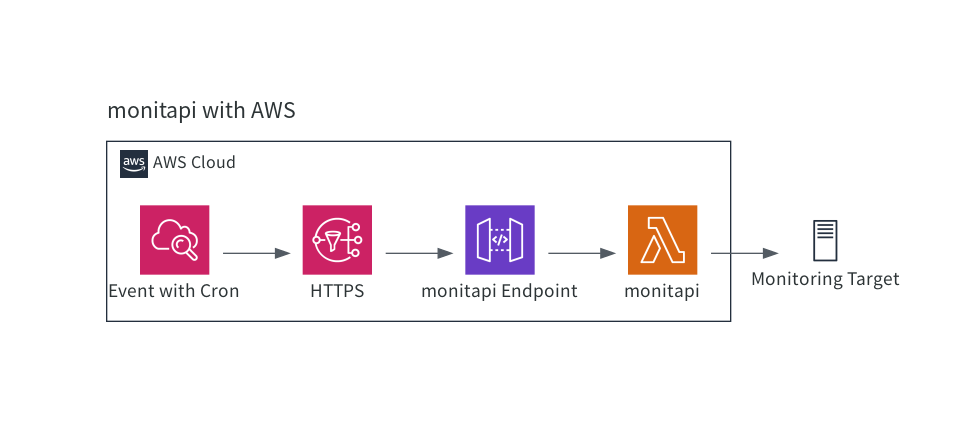 monitapi with AWS
aws
AWS Cloud
Event with Cron
HTTPS
monitapi Endpoint
monitapi
Monitoring Target